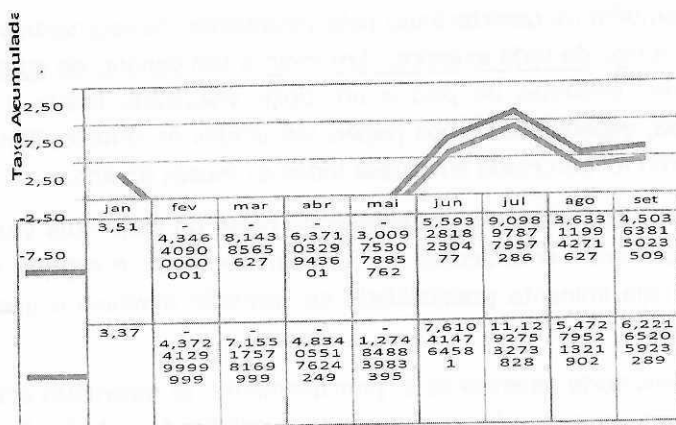 Taxa Acumulada
12,50
7,50
2,50
-2,50
-7,50
jan fev mar abr mai jun jul ago set
3,51 - - - - 5,593 9,098 3,633 4,503
4,346 8,143 6,371 3,009 2818 9787 1199 6381
4090 8565 0329 7530 2304 7957 4271 5023
0000 627 9436 7885 77 286 627 509
001 01 762
3,37 - - - - 7,610 11,12 5,472 6,221
4,372 7,155 4,834 1,274 4147 9275 7952 6520
4129 1757 0551 8488 6458 3273 1321 5923
9999 8169 7624 3983 1 828 902 289
999 999 249 395